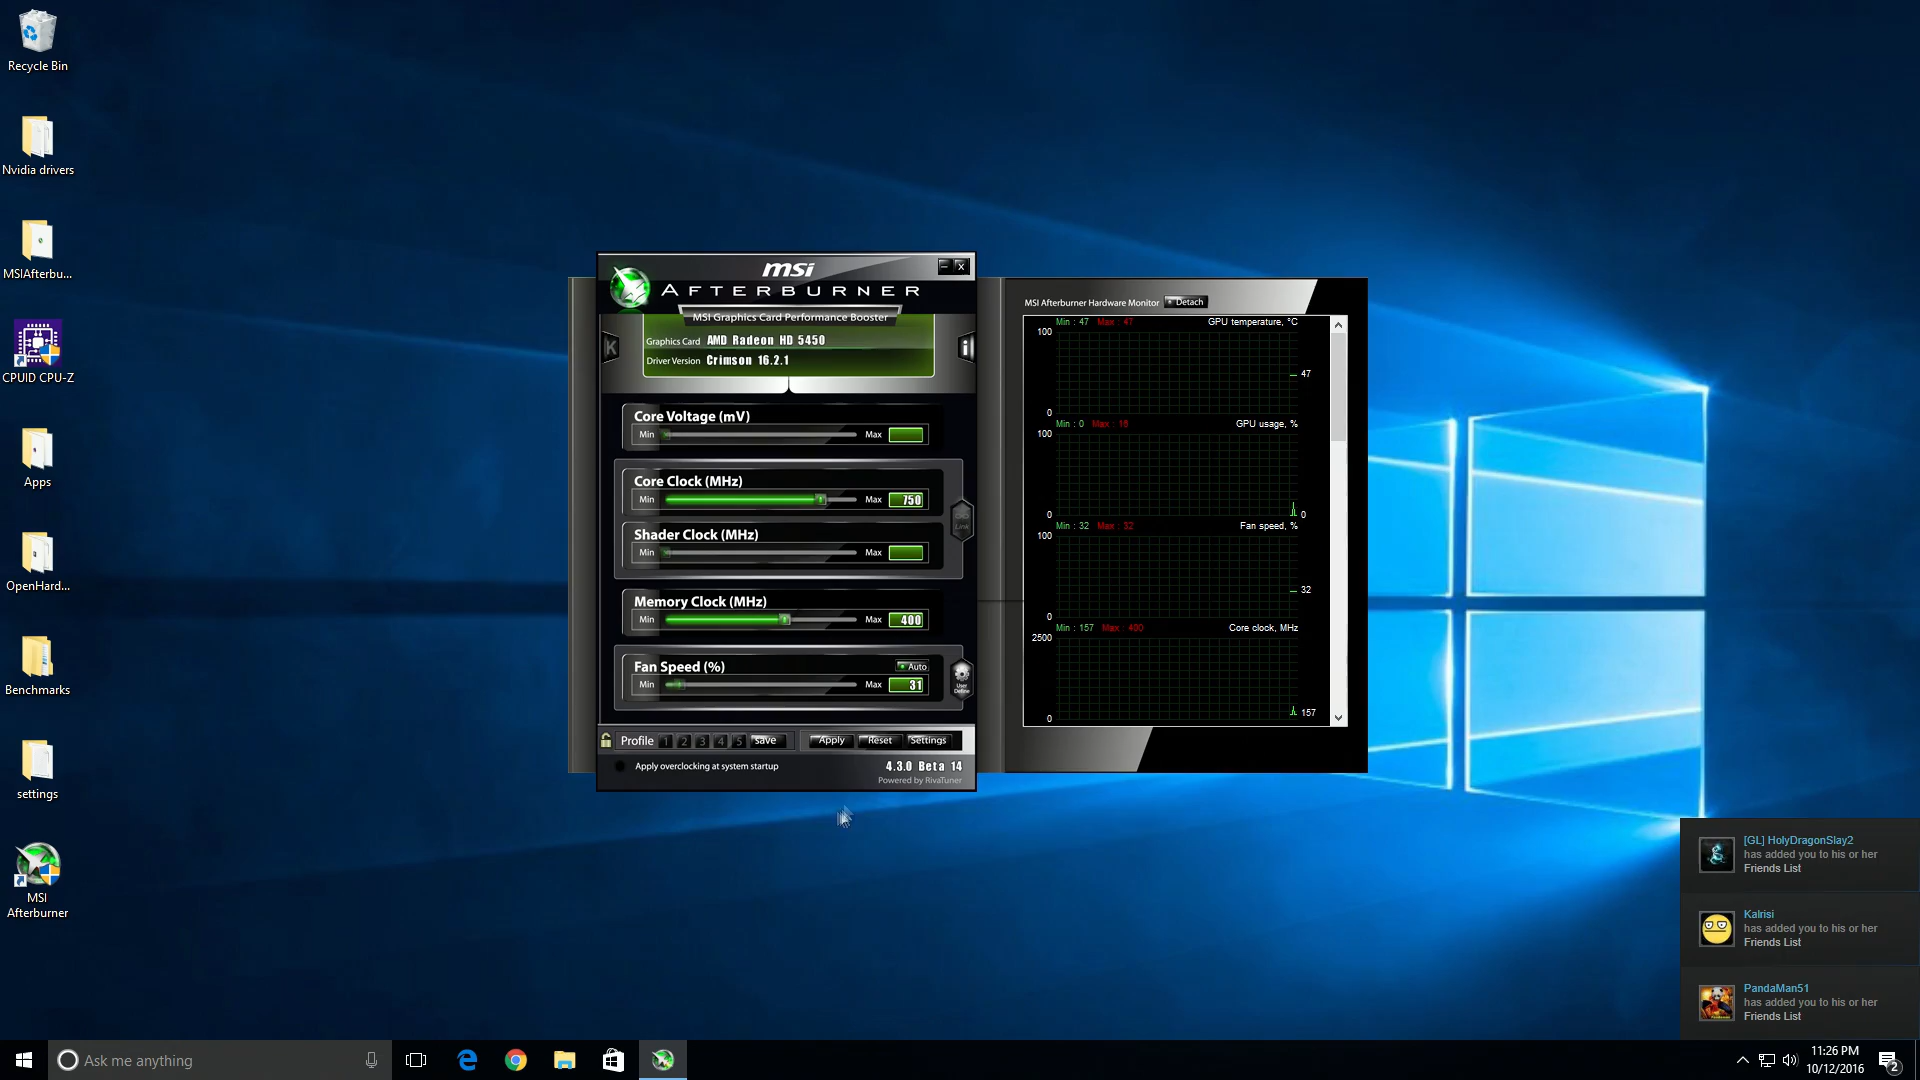 Recycle Bin
Nvidia drivers
MSIAfterbu...
CPUID CPU-Z
Apps
OpenHard...
Benchmarks
settings
MSI
Afterburner
msi
AFTERBURNER
MSI Graphics Card Performance Booster
K
i
Graphics Card AMD Radeon HD 5450
Driver Version Crimson 16.2.1
Core Voltage (mV)
Min Max
Core Clock (MHz)
Min Max 750
Link
Shader Clock (MHz)
Min Max
Memory Clock (MHz)
Min Max 400
Fan Speed (%)
Auto
Min Max 31
User
Define
Profile 1 2 3 4 5 save Apply Reset Settings
Apply overclocking at system startup
4.3.0 Beta 14
Powered by RivaTuner
MSI Afterburner Hardware Monitor Detach
Min : 47 Max : 47 GPU temperature, °C
100
47
0
Min : 0 Max : 16 GPU usage, %
100
0 0
Min : 32 Max : 32 Fan speed, %
100
32
0
Min : 157 Max : 400 Core clock, MHz
2500
157
0
[GL] HolyDragonSlay2
has added you to his or her
Friends List
Kalrisi
has added you to his or her
Friends List
PandaMan51
has added you to his or her
Friends List
Ask me anything
11:26 PM
10/12/2016
2